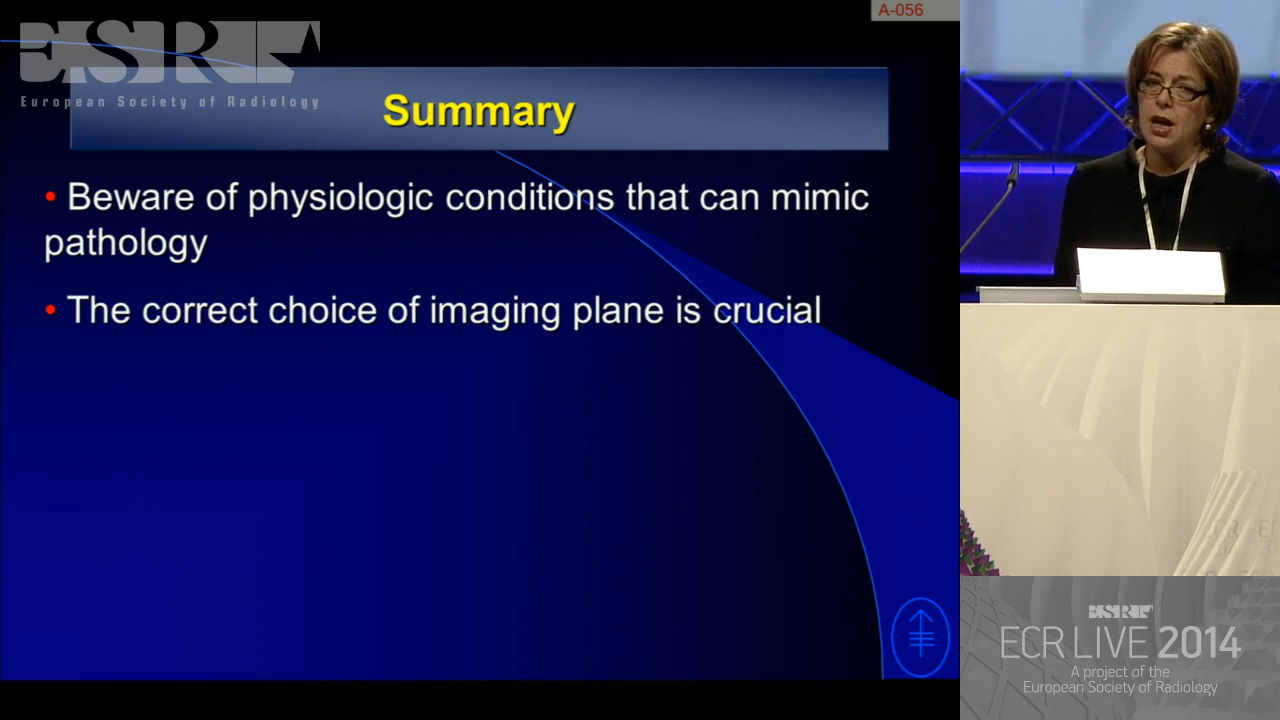 A-056
ESR
European Society of Radiology
Summary
• Beware of physiologic conditions that can mimic
pathology
• The correct choice of imaging plane is crucial
ESR
ECR LIVE 2014
A project of the
European Society of Radiology